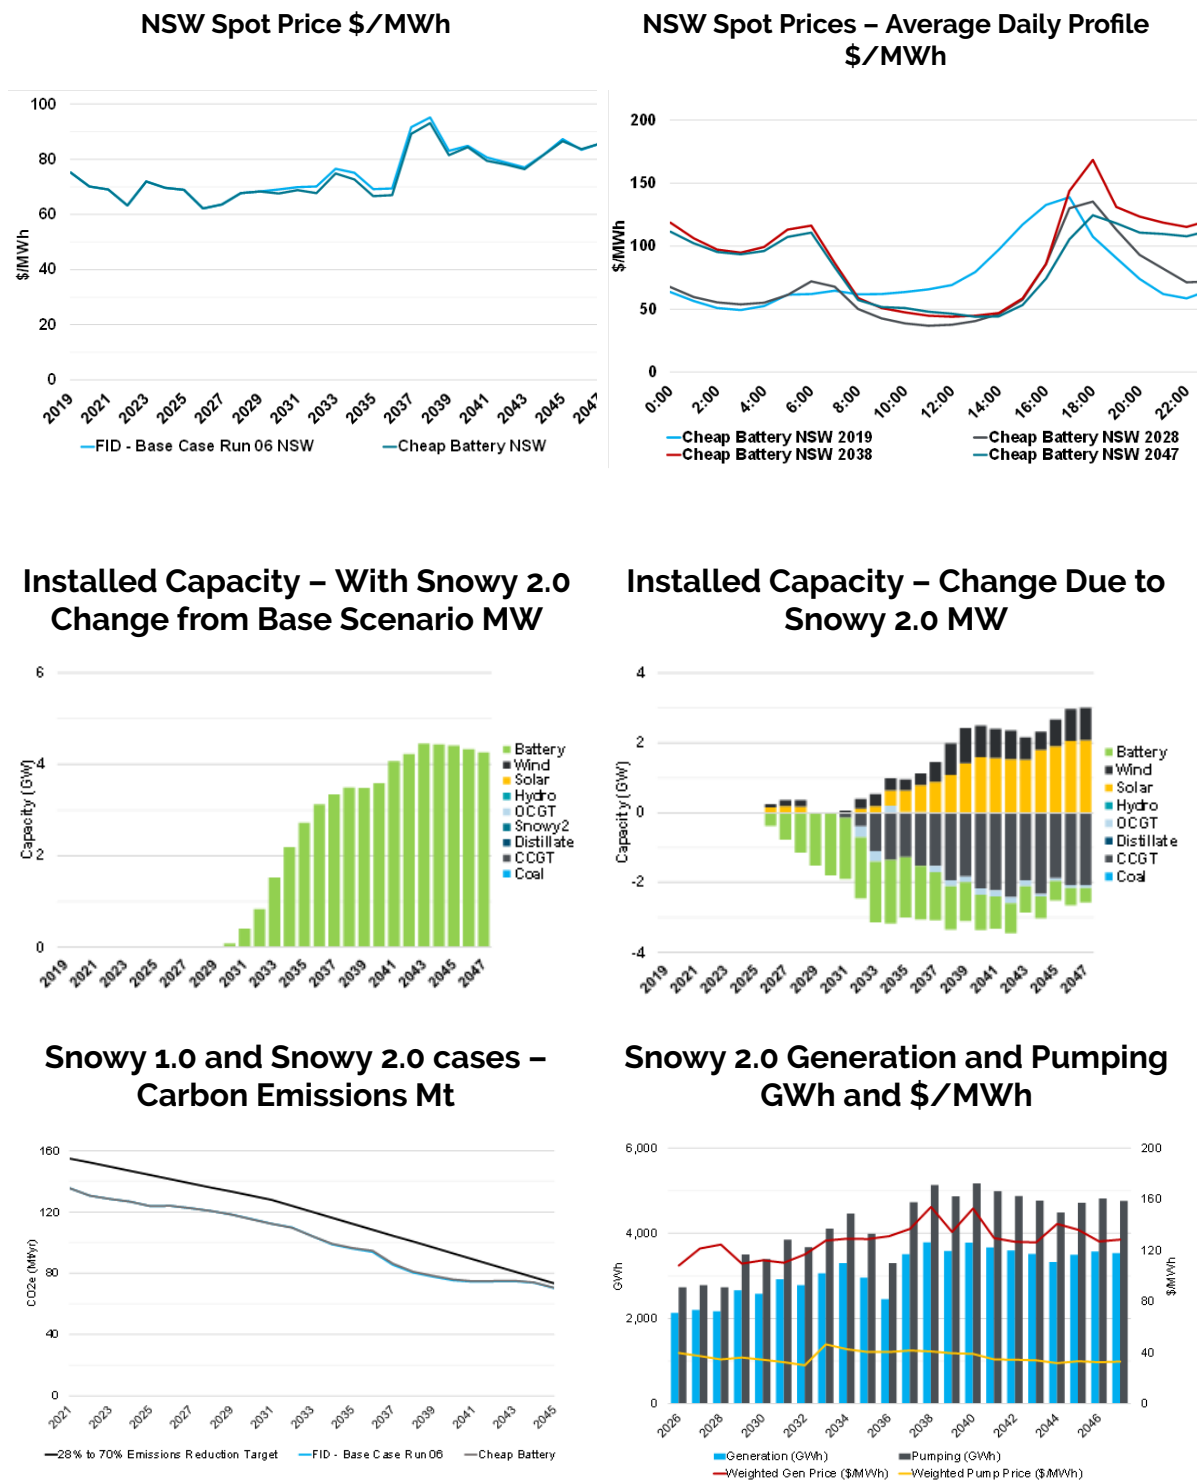 NSW Spot Price $/MWh
100
80
60
40
20
0
$/MWh
2019
2021
2023
2025
2027
2029
2031
2033
2035
2037
2039
2041
2043
2045
2047
FID - Base Case Run 06 NSW
Cheap Battery NSW
NSW Spot Prices – Average Daily Profile
$/MWh
200
150
100
50
0
$/MWh
0:00
2:00
4:00
6:00
8:00
10:00
12:00
14:00
16:00
18:00
20:00
22:00
Cheap Battery NSW 2019
Cheap Battery NSW 2028
Cheap Battery NSW 2038
Cheap Battery NSW 2047
Installed Capacity – With Snowy 2.0
Change from Base Scenario MW
6
4
2
0
Capacity (GW)
2019
2021
2023
2025
2027
2029
2031
2033
2035
2037
2039
2041
2043
2045
2047
Battery
Wind
Solar
Hydro
OCGT
Snowy2
Distillate
CCGT
Coal
Installed Capacity – Change Due to
Snowy 2.0 MW
4
2
0
-2
-4
Capacity (GW)
2019
2021
2023
2025
2027
2029
2031
2033
2035
2037
2039
2041
2043
2045
2047
Battery
Wind
Solar
Hydro
OCGT
Distillate
CCGT
Coal
Snowy 1.0 and Snowy 2.0 cases –
Carbon Emissions Mt
160
120
80
40
0
CO2e (Mt/yr)
2021
2023
2025
2027
2029
2031
2033
2035
2037
2039
2041
2043
2045
28% to 70% Emissions Reduction Target
FID - Base Case Run 06
Cheap Battery
Snowy 2.0 Generation and Pumping
GWh and $/MWh
6,000
4,000
2,000
0
GWh
200
160
120
80
40
0
$/MWh
2026
2028
2030
2032
2034
2036
2038
2040
2042
2044
2046
Generation (GWh)
Pumping (GWh)
Weighted Gen Price ($/MWh)
Weighted Pump Price ($/MWh)